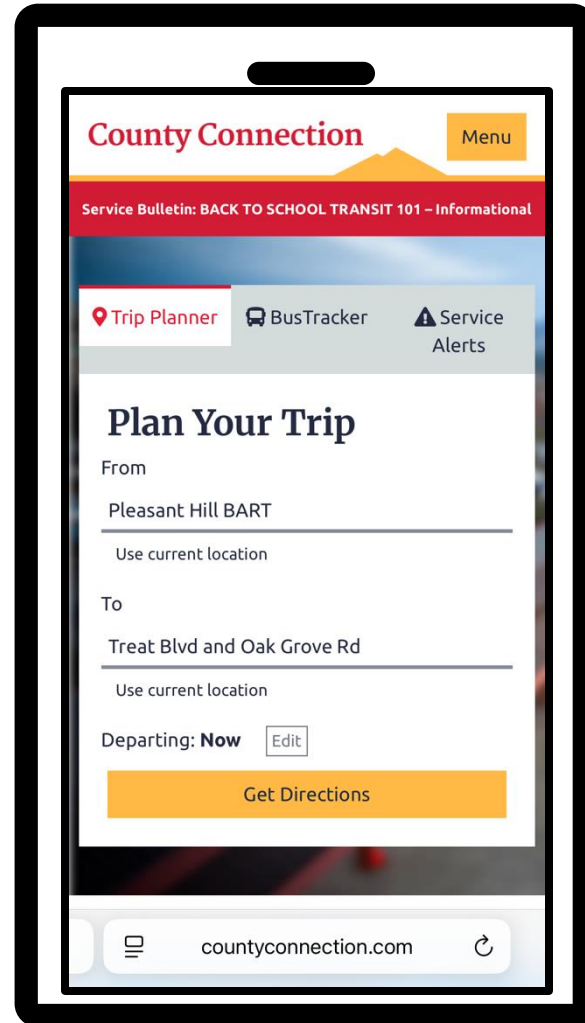 County Connection
Menu
Service Bulletin: BACK TO SCHOOL TRANSIT 101 – Informational
Trip Planner
BusTracker
Service
Alerts
Plan Your Trip
From
Pleasant Hill BART
Use current location
To
Treat Blvd and Oak Grove Rd
Use current location
Departing: Now Edit
Get Directions
countyconnection.com